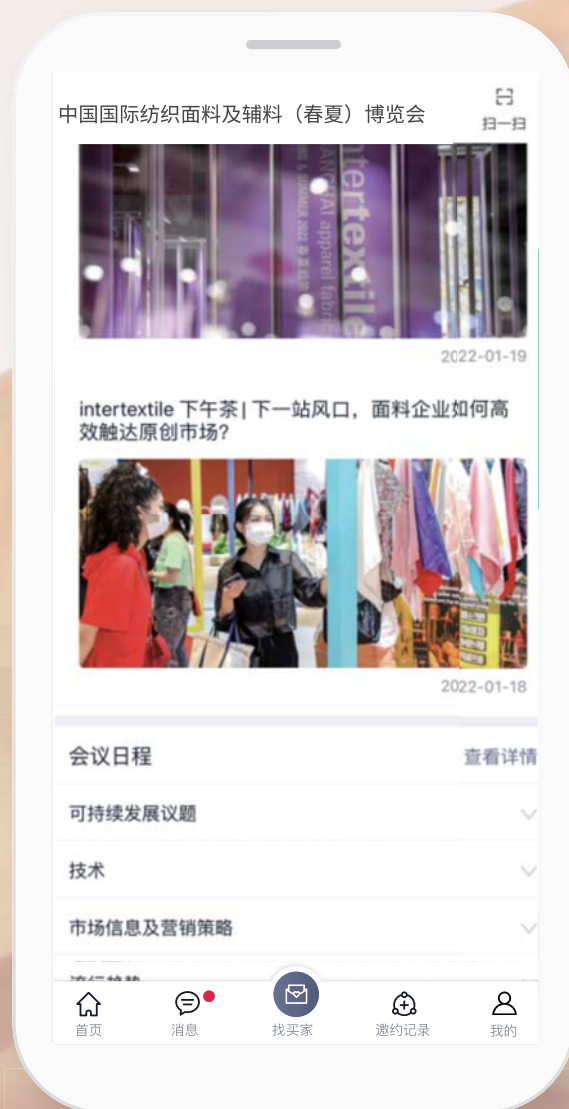 中国国际纺织面料及辅料（春夏）博览会
扫一扫
intertextile
SHANGHAI apparel fabric
2022-01-19
intertextile 下午茶 | 下一站风口，面料企业如何高
效触达原创市场？
2022-01-18
会议日程
查看详情
可持续发展议题
技术
市场信息及营销策略
首页
消息
找买家
邀约记录
我的